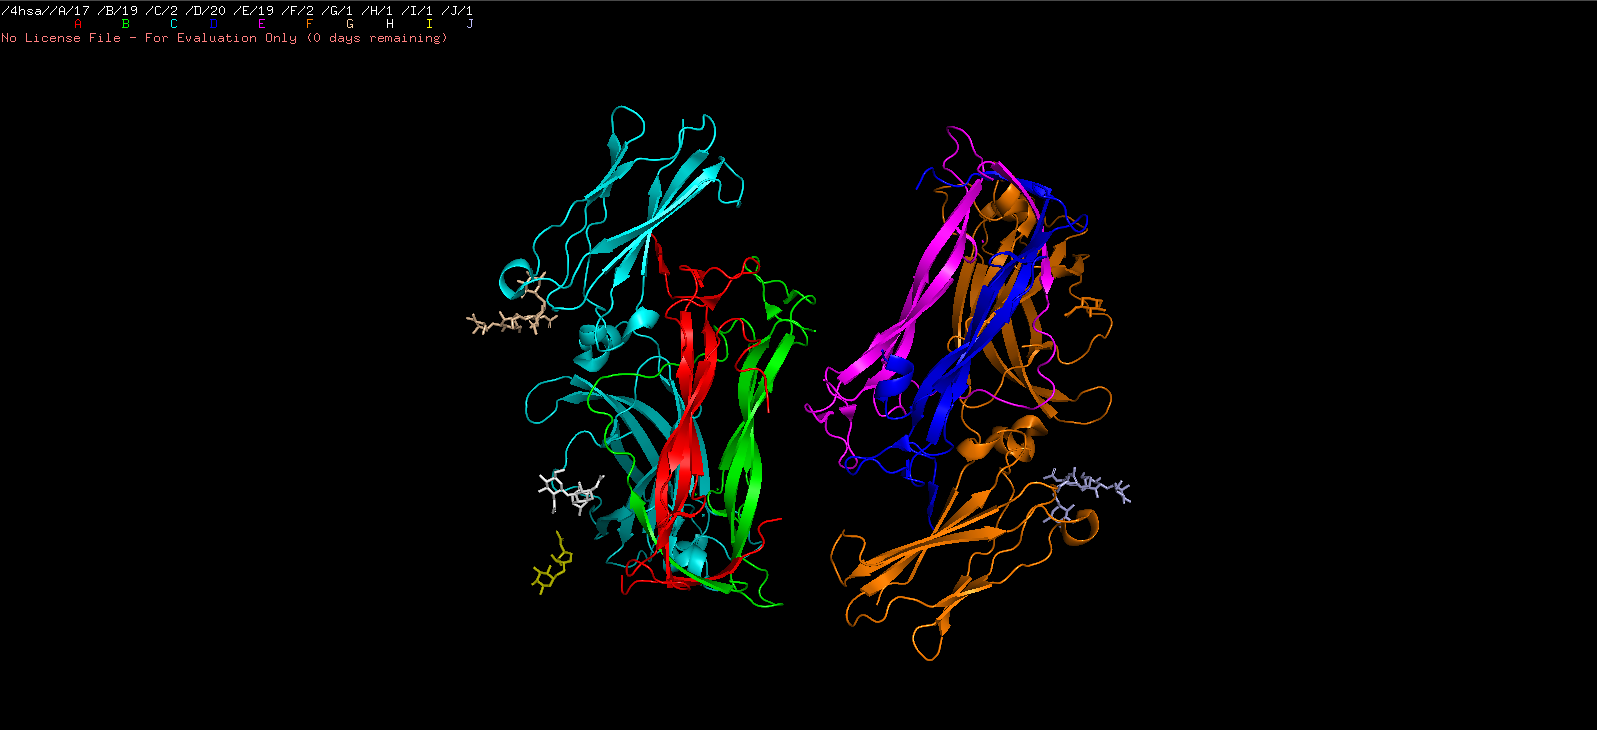 /4hsa//A/17 /B/19 /C/2 /D/20 /E/19 /F/2 /G/1 /H/1 /I/1 /J/1
A B C D E F G H I J
No License File - For Evaluation Only (0 days remaining)